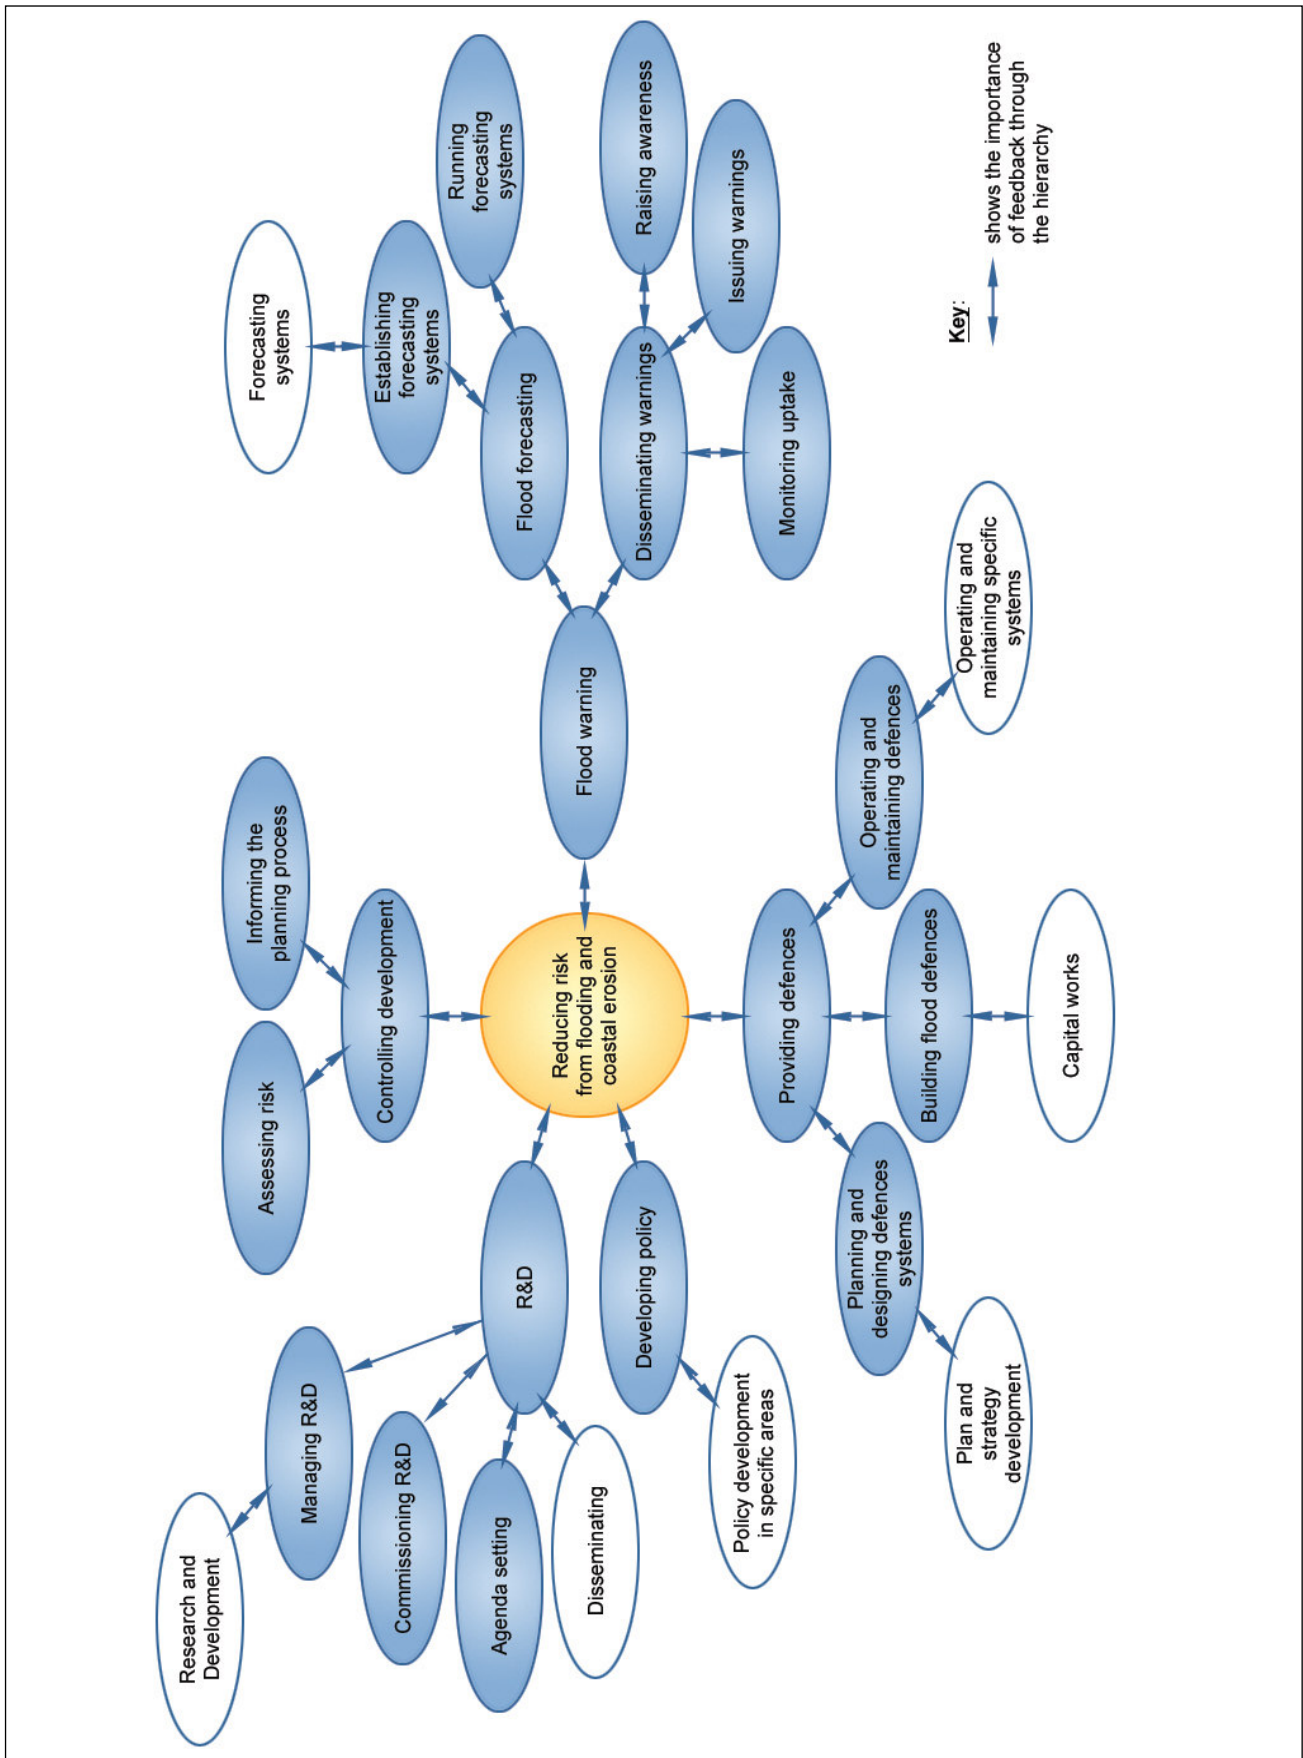 Research and
Development
Managing R&D
Commissioning R&D
Agenda setting
Disseminating
R&D
Developing policy
Policy development
in specific areas
Assessing risk
Informing the
planning process
Controlling development
Reducing risk
from flooding and
coastal erosion
Providing defences
Planning and
designing defences
systems
Plan and
strategy
development
Building flood defences
Capital works
Operating and
maintaining defences
Operating and
maintaining specific
systems
Flood warning
Flood forecasting
Establishing
forecasting
systems
Forecasting
systems
Running
forecasting
systems
Disseminating warnings
Raising awareness
Issuing warnings
Monitoring uptake
Key:
shows the importance
of feedback through
the hierarchy